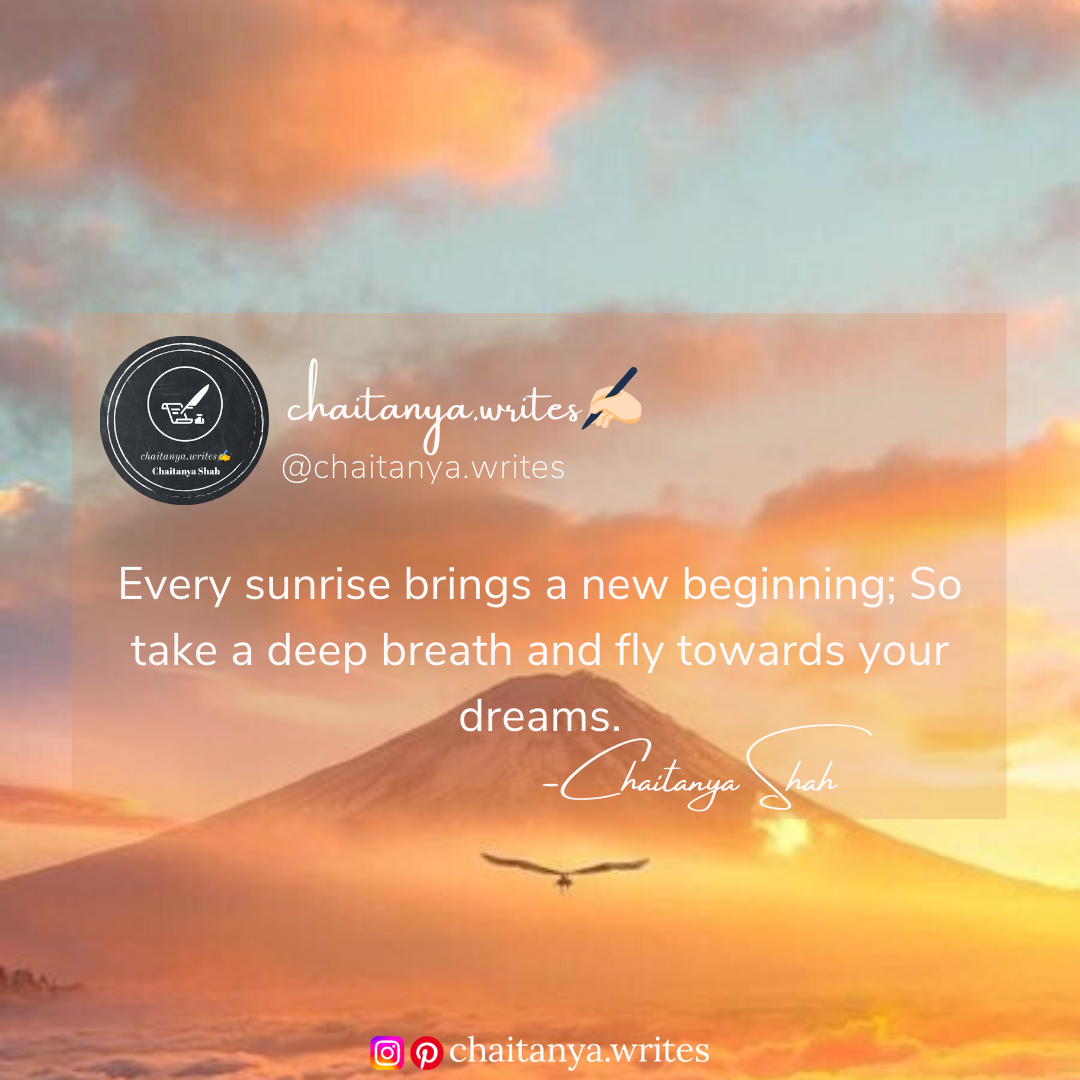 chaitanya.writes
chaitanya.writes
Chaitanya Shah
@chaitanya.writes
Every sunrise brings a new beginning; So
take a deep breath and fly towards your
dreams.
-Chaitanya Shah
chaitanya.writes